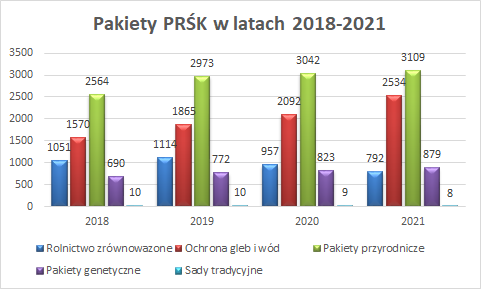 Pakiety PRŚK w latach 2018-2021
3500
3000
2500
2000
1500
1000
500
0
1051 1570 2564 690 10
1114 1865 2973 772 10
957 2092 3042 823 9
792 2534 3109 879 8
2018 2019 2020 2021
Rolnictwo zrównoważone Ochrona gleb i wód Pakiety przyrodnicze
Pakiety genetyczne Sady tradycyjne